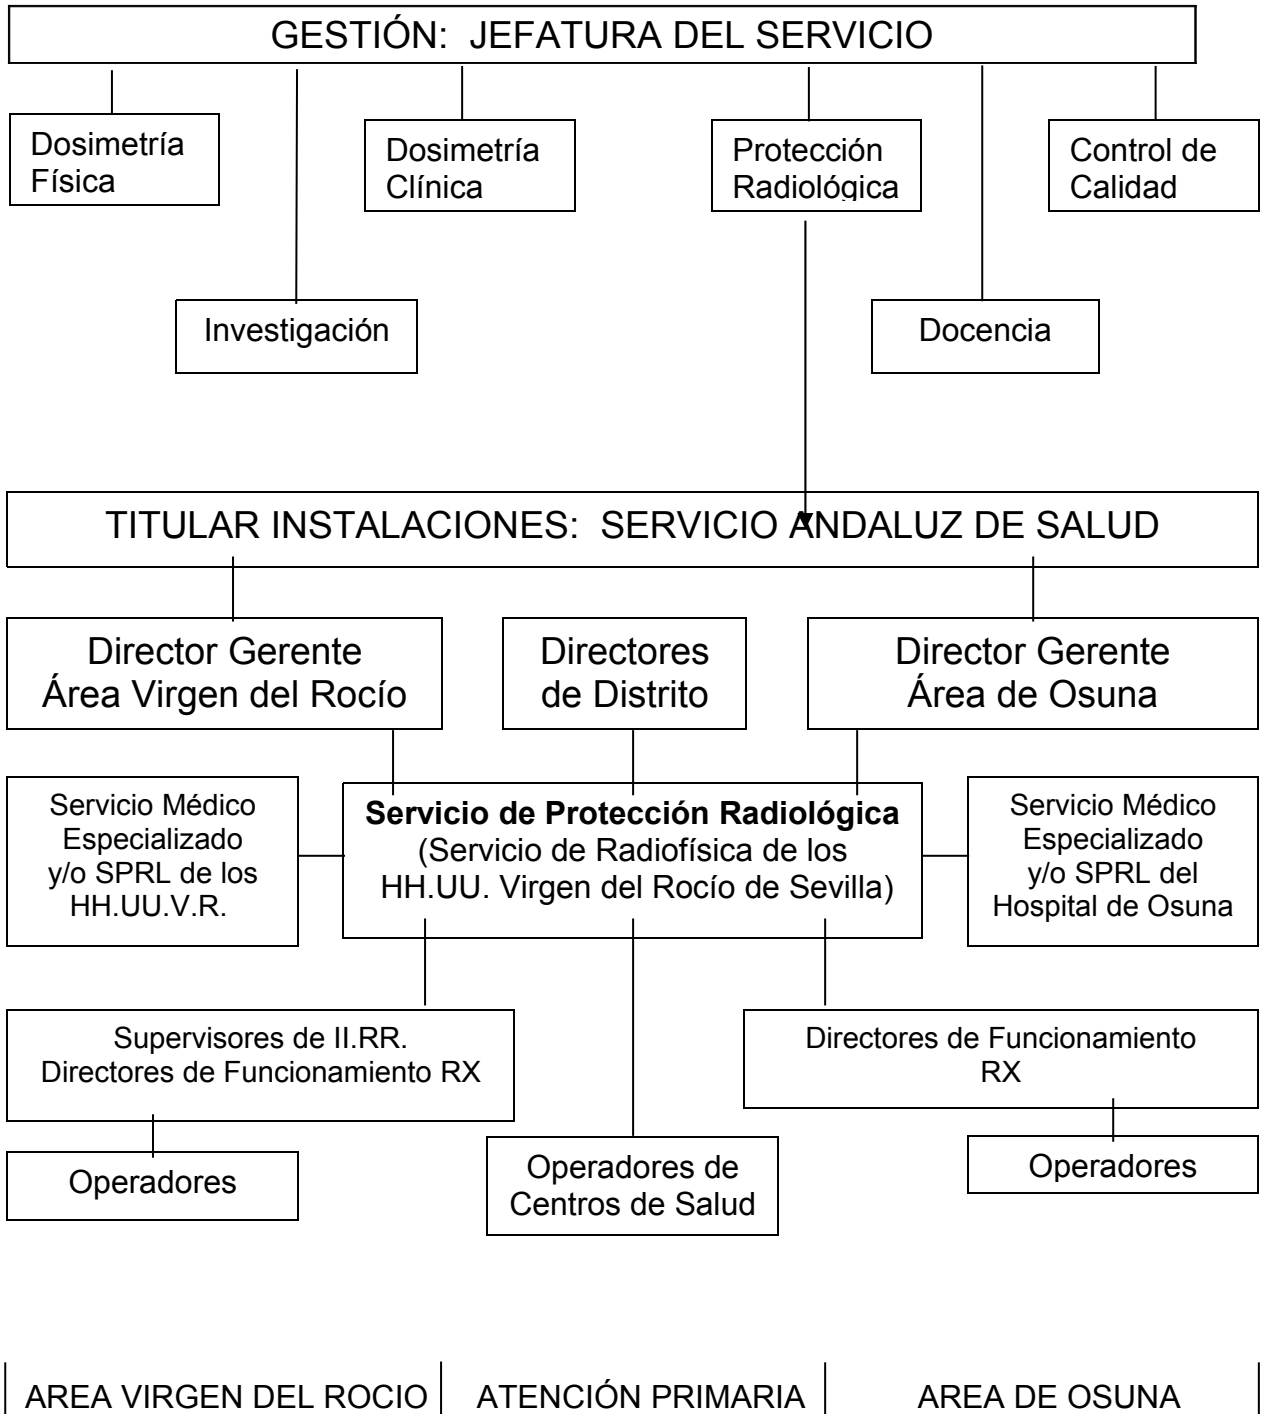 GESTIÓN: JEFATURA DEL SERVICIO
Dosimetría
Física
Dosimetría
Clínica
Protección
Radiológica
Control de
Calidad
Investigación
Docencia
TITULAR INSTALACIONES: SERVICIO ANDALUZ DE SALUD
Director Gerente
Área Virgen del Rocío
Directores
de Distrito
Director Gerente
Área de Osuna
Servicio Médico
Especializado
y/o SPRL de los
HH.UU.V.R.
Servicio de Protección Radiológica
(Servicio de Radiofísica de los
HH.UU. Virgen del Rocío de Sevilla)
Servicio Médico
Especializado
y/o SPRL del
Hospital de Osuna
Supervisores de II.RR.
Directores de Funcionamiento RX
Directores de Funcionamiento
RX
Operadores
Operadores de
Centros de Salud
Operadores
AREA VIRGEN DEL ROCIO
ATENCIÓN PRIMARIA
AREA DE OSUNA